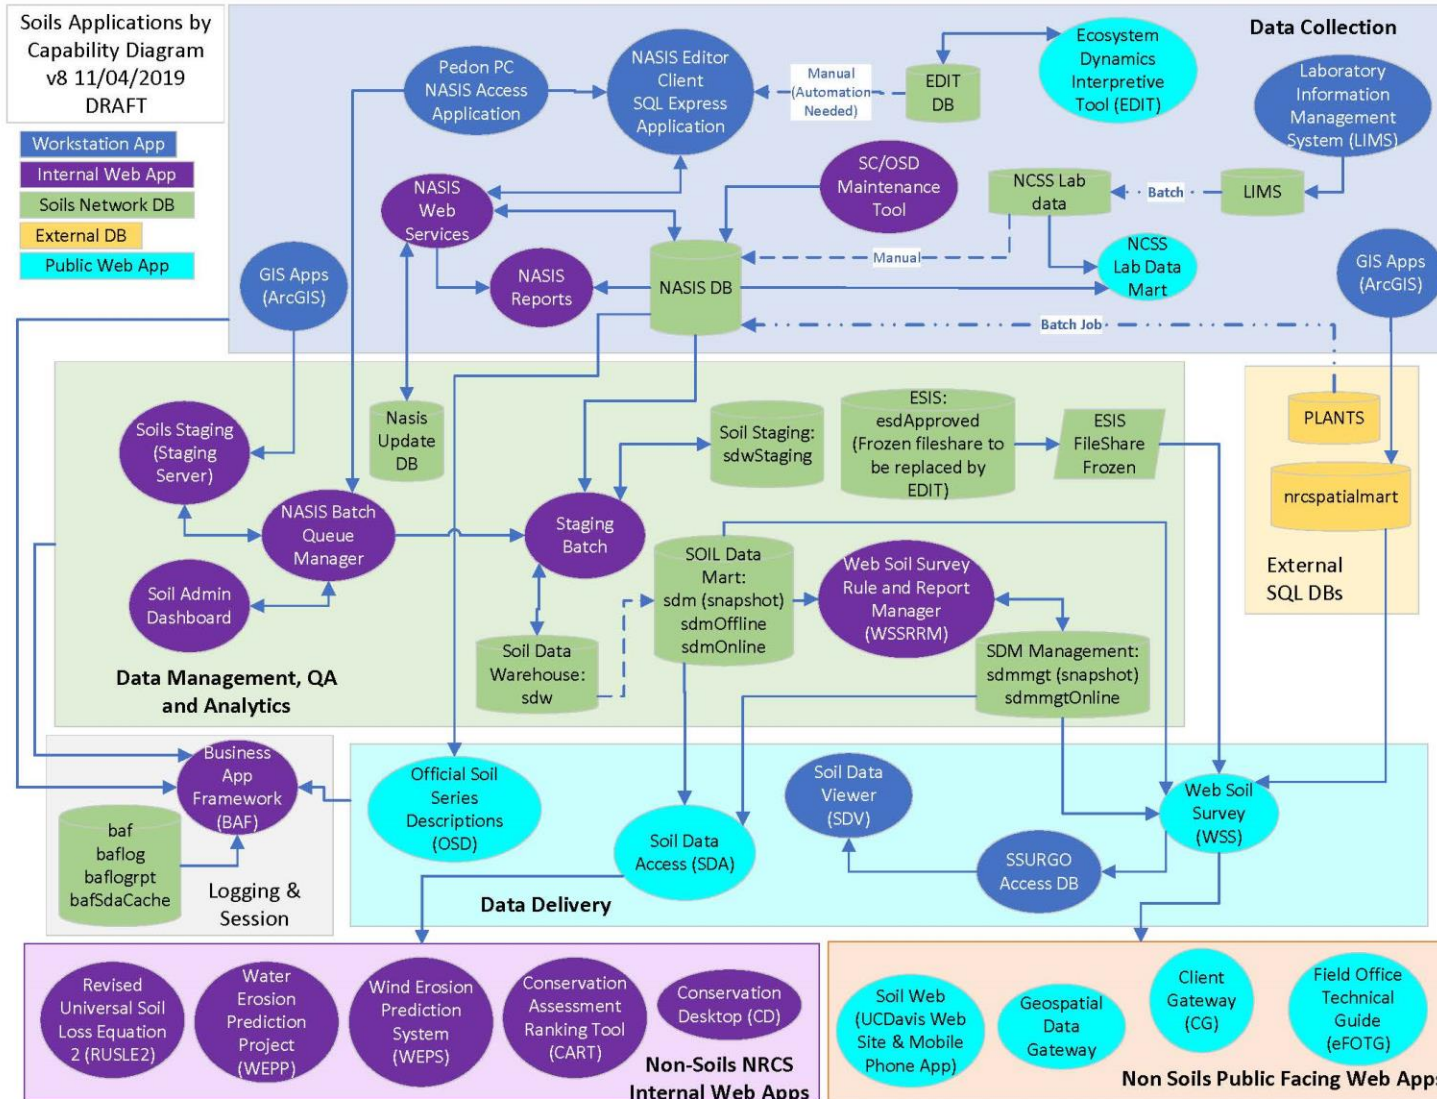 Soils Applications by
Capability Diagram
v8 11/04/2019
DRAFT
Workstation App
Internal Web App
Soils Network DB
External DB
Public Web App
Data Collection
Pedon PC
NASIS Access
Application
NASIS Editor
Client
SQL Express
Application
Manual
(Automation
Needed)
EDIT
DB
Ecosystem
Dynamics
Interpretive
Tool (EDIT)
Laboratory
Information
Management
System (LIMS)
NASIS
Web
Services
SC/OSD
Maintenance
Tool
NCSS Lab
data
Batch
LIMS
GIS Apps
(ArcGIS)
NASIS
Reports
NASIS DB
Manual
NCSS
Lab Data
Mart
GIS Apps
(ArcGIS)
Batch Job
Soils Staging
(Staging
Server)
Nasis
Update
DB
Soil Staging:
sdwStaging
ESIS:
esdApproved
(Frozen fileshare to
be replaced by
EDIT)
ESIS
FileShare
Frozen
PLANTS
nrcspatialmart
External
SQL DBs
NASIS Batch
Queue
Manager
Staging
Batch
Soil Admin
Dashboard
SOIL Data
Mart:
sdm (snapshot)
sdmOffline
sdmOnline
Web Soil Survey
Rule and Report
Manager
(WSSRRM)
Soil Data
Warehouse:
sdw
SDM Management:
sdmmgt (snapshot)
sdmmgtOnline
Data Management, QA
and Analytics
Business
App
Framework
(BAF)
baf
baflog
baflogrpt
bafSdaCache
Logging &
Session
Official Soil
Series
Descriptions
(OSD)
Soil Data
Access (SDA)
Soil Data
Viewer
(SDV)
SSURGO
Access DB
Web Soil
Survey
(WSS)
Data Delivery
Revised
Universal Soil
Loss Equation
2 (RUSLE2)
Water
Erosion
Prediction
Project
(WEPP)
Wind Erosion
Prediction
System
(WEPS)
Conservation
Assessment
Ranking Tool
(CART)
Conservation
Desktop (CD)
Non-Soils NRCS
Internal Web Apps
Soil Web
(UCDavis Web
Site & Mobile
Phone App)
Geospatial
Data
Gateway
Client
Gateway
(CG)
Field Office
Technical
Guide
(eFOTG)
Non Soils Public Facing Web Apps